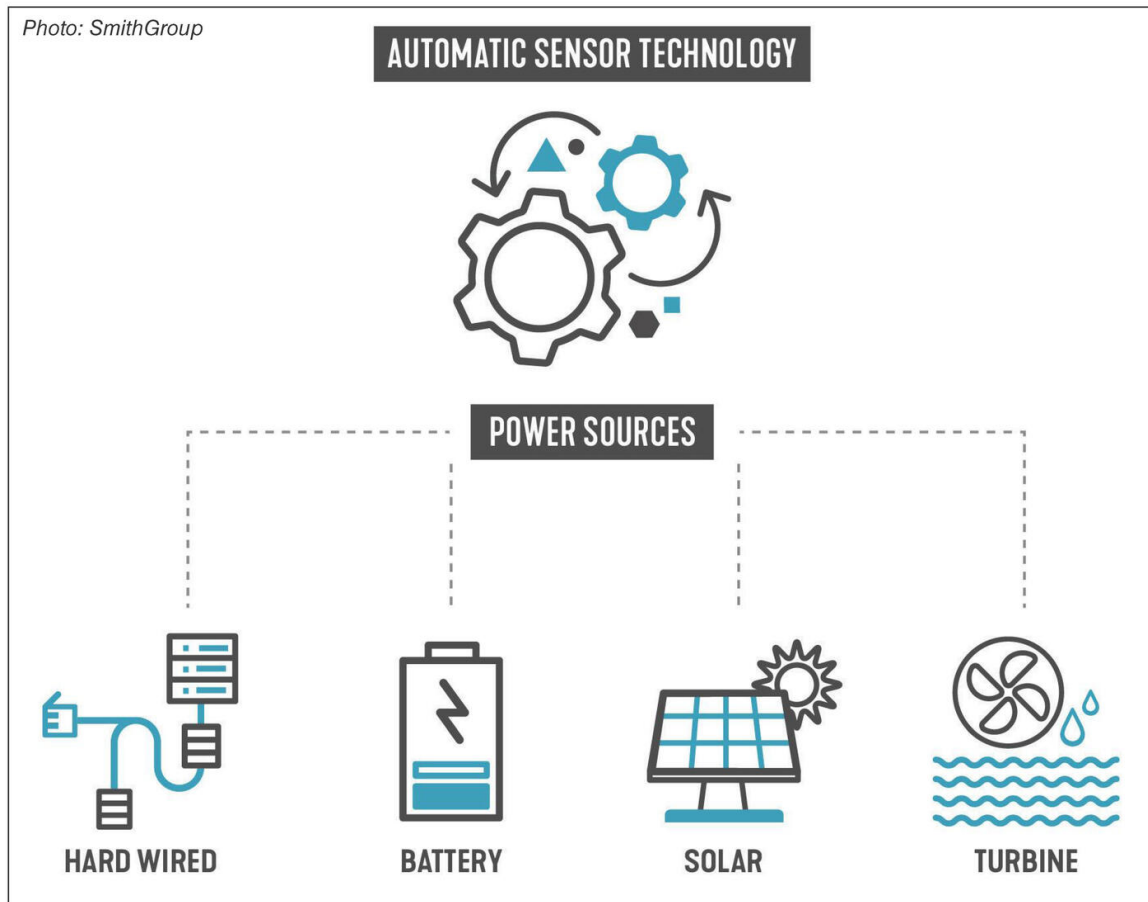 Photo: SmithGroup
AUTOMATIC SENSOR TECHNOLOGY
POWER SOURCES
HARD WIRED
BATTERY
SOLAR
TURBINE